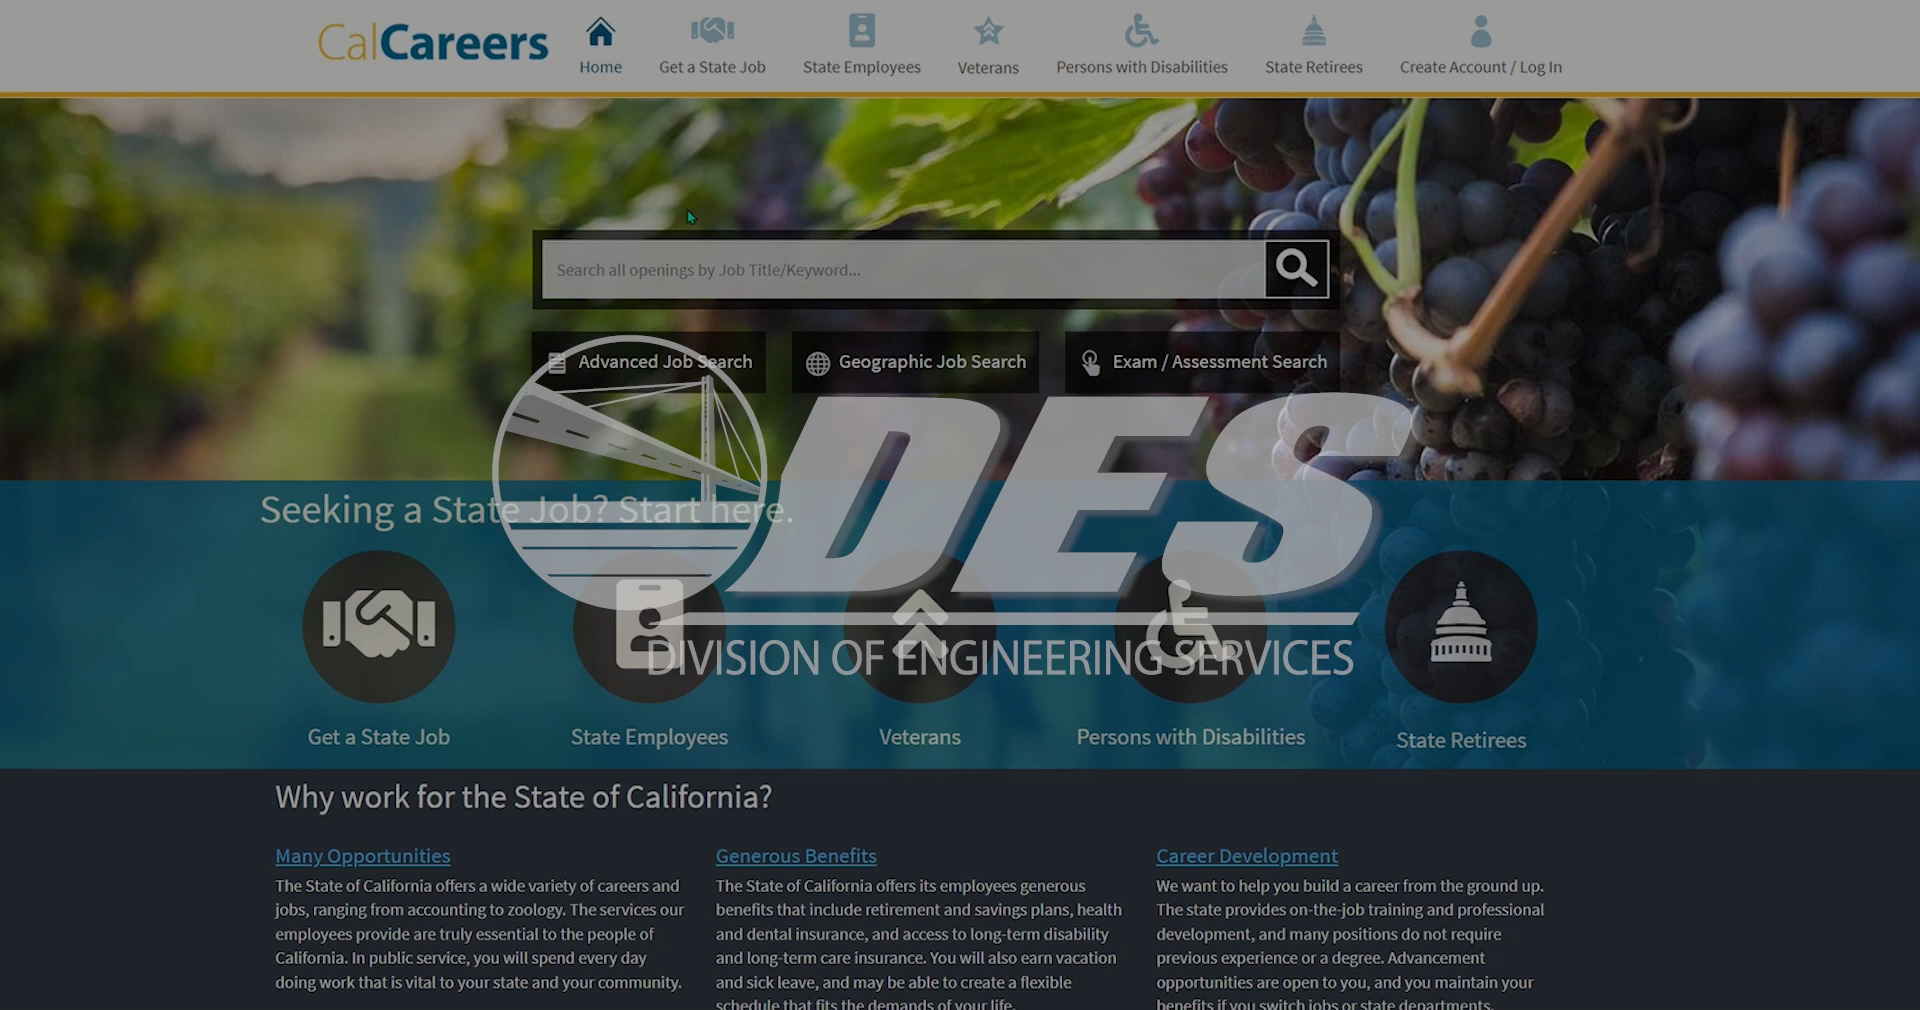 CalCareers
Home
Get a State Job
State Employees
Veterans
Persons with Disabilities
State Retirees
Create Account / Log In
Search all openings by Job Title/Keyword...
Advanced Job Search
Geographic Job Search
Exam / Assessment Search
DES
DIVISION OF ENGINEERING SERVICES
Seeking a State Job? Start here.
Get a State Job
State Employees
Veterans
Persons with Disabilities
State Retirees
Why work for the State of California?
Many Opportunities
The State of California offers a wide variety of careers and
jobs, ranging from accounting to zoology. The services our
employees provide are truly essential to the people of
California. In public service, you will spend every day
doing work that is vital to your state and your community.
Generous Benefits
The State of California offers its employees generous
benefits that include retirement and savings plans, health
and dental insurance, and access to long-term disability
and long-term care insurance. You will also earn vacation
and sick leave, and may be able to create a flexible
schedule that fits the demands of your life.
Career Development
We want to help you build a career from the ground up.
The state provides on-the-job training and professional
development, and many positions do not require
previous experience or a degree. Advancement
opportunities are open to you, and you maintain your
benefits if you switch jobs or state departments.